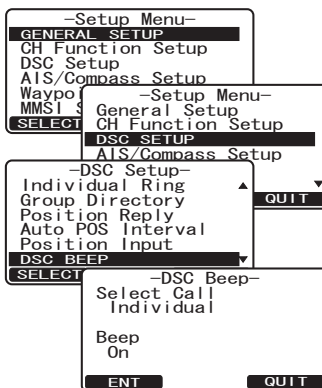 –Setup Menu–
GENERAL SETUP
CH Function Setup
DSC Setup
AIS/Compass Setup
MMSI
SELECT
–Setup Menu–
General Setup
CH Function Setup
DSC SETUP
AIS/Compass Setup
QUIT
–DSC Setup–
Individual Ring
Group Directory
Position Reply
Auto POS Interval
Position Input
DSC BEEP
SELECT
–DSC Beep–
Select Call
Individual
Beep
On
ENT QUIT